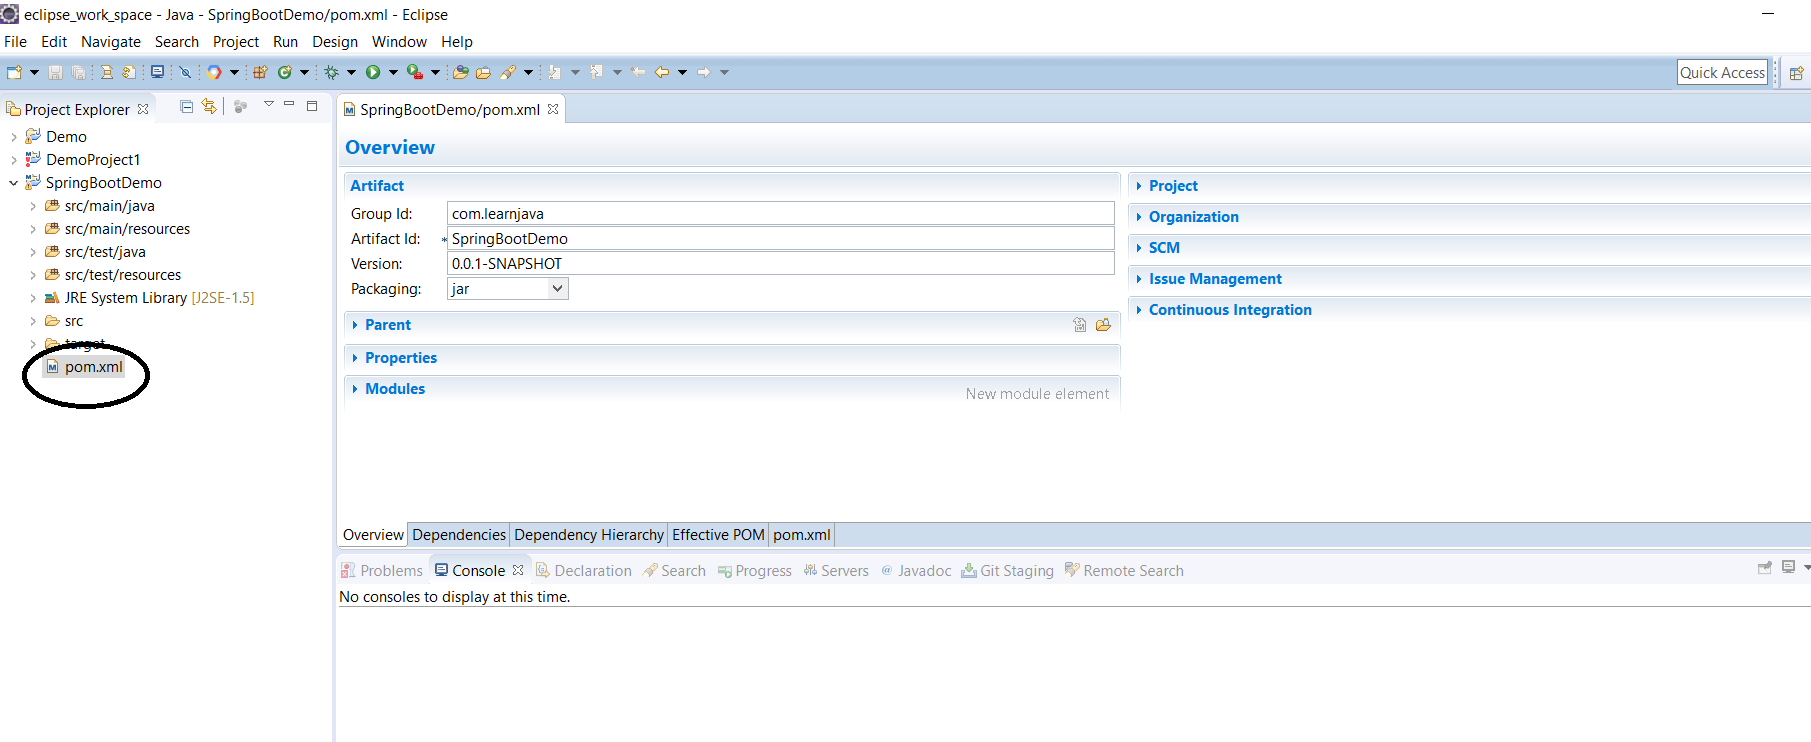 eclipse_work_space - Java - SpringBootDemo/pom.xml - Eclipse
File Edit Navigate Search Project Run Design Window Help
Quick Access
Project Explorer
Demo
DemoProject1
SpringBootDemo
src/main/java
src/main/resources
src/test/java
src/test/resources
JRE System Library [J2SE-1.5]
src
target
pom.xml
SpringBootDemo/pom.xml
Overview
Artifact
Group Id: com.learnjava
Artifact Id: * SpringBootDemo
Version: 0.0.1-SNAPSHOT
Packaging: jar
Parent
Properties
Modules
New module element
Project
Organization
SCM
Issue Management
Continuous Integration
Overview Dependencies Dependency Hierarchy Effective POM pom.xml
Problems Console Declaration Search Progress Servers @ Javadoc Git Staging Remote Search
No consoles to display at this time.